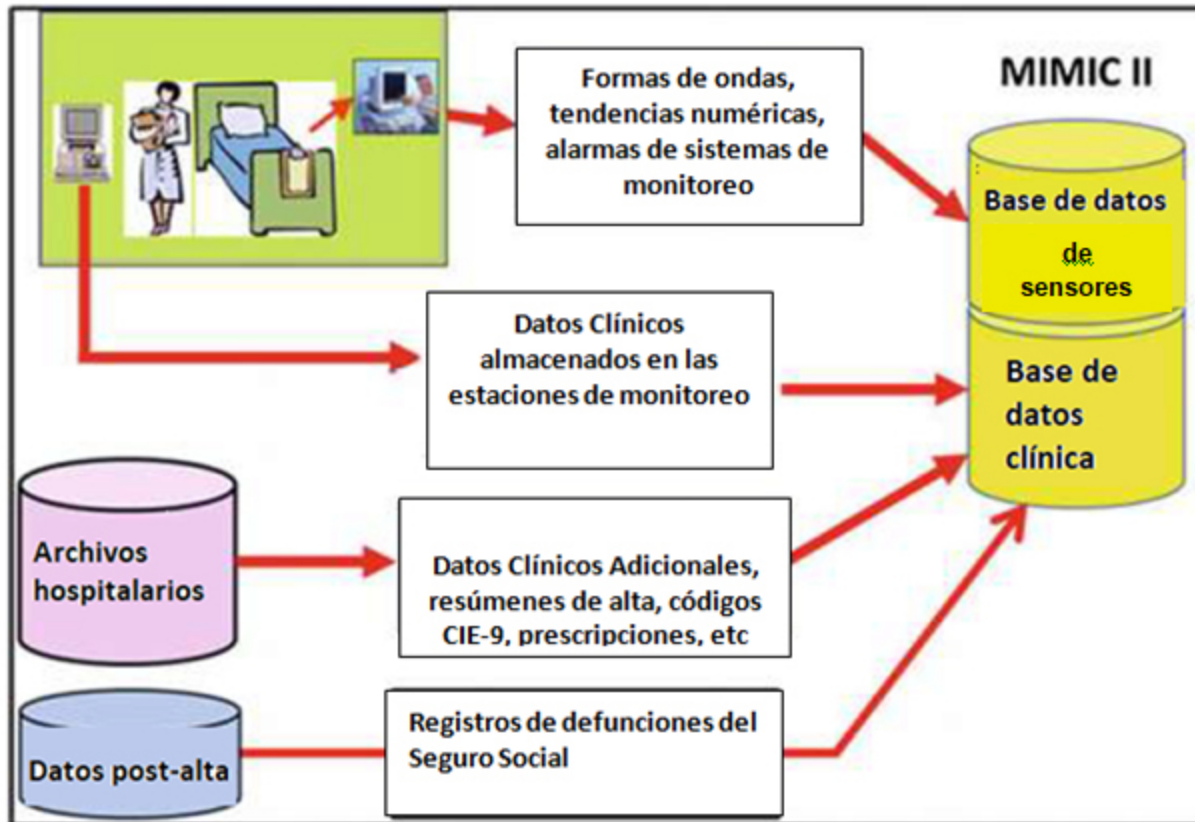 Formas de ondas,
tendencias numéricas,
alarmas de sistemas de
monitoreo
MIMIC II
Base de datos
de
sensores
Datos Clínicos
almacenados en las
estaciones de monitoreo
Base de
datos
clínica
Archivos
hospitalarios
Datos Clínicos Adicionales,
resúmenes de alta, códigos
CIE-9, prescripciones, etc
Datos post-alta
Registros de defunciones del
Seguro Social